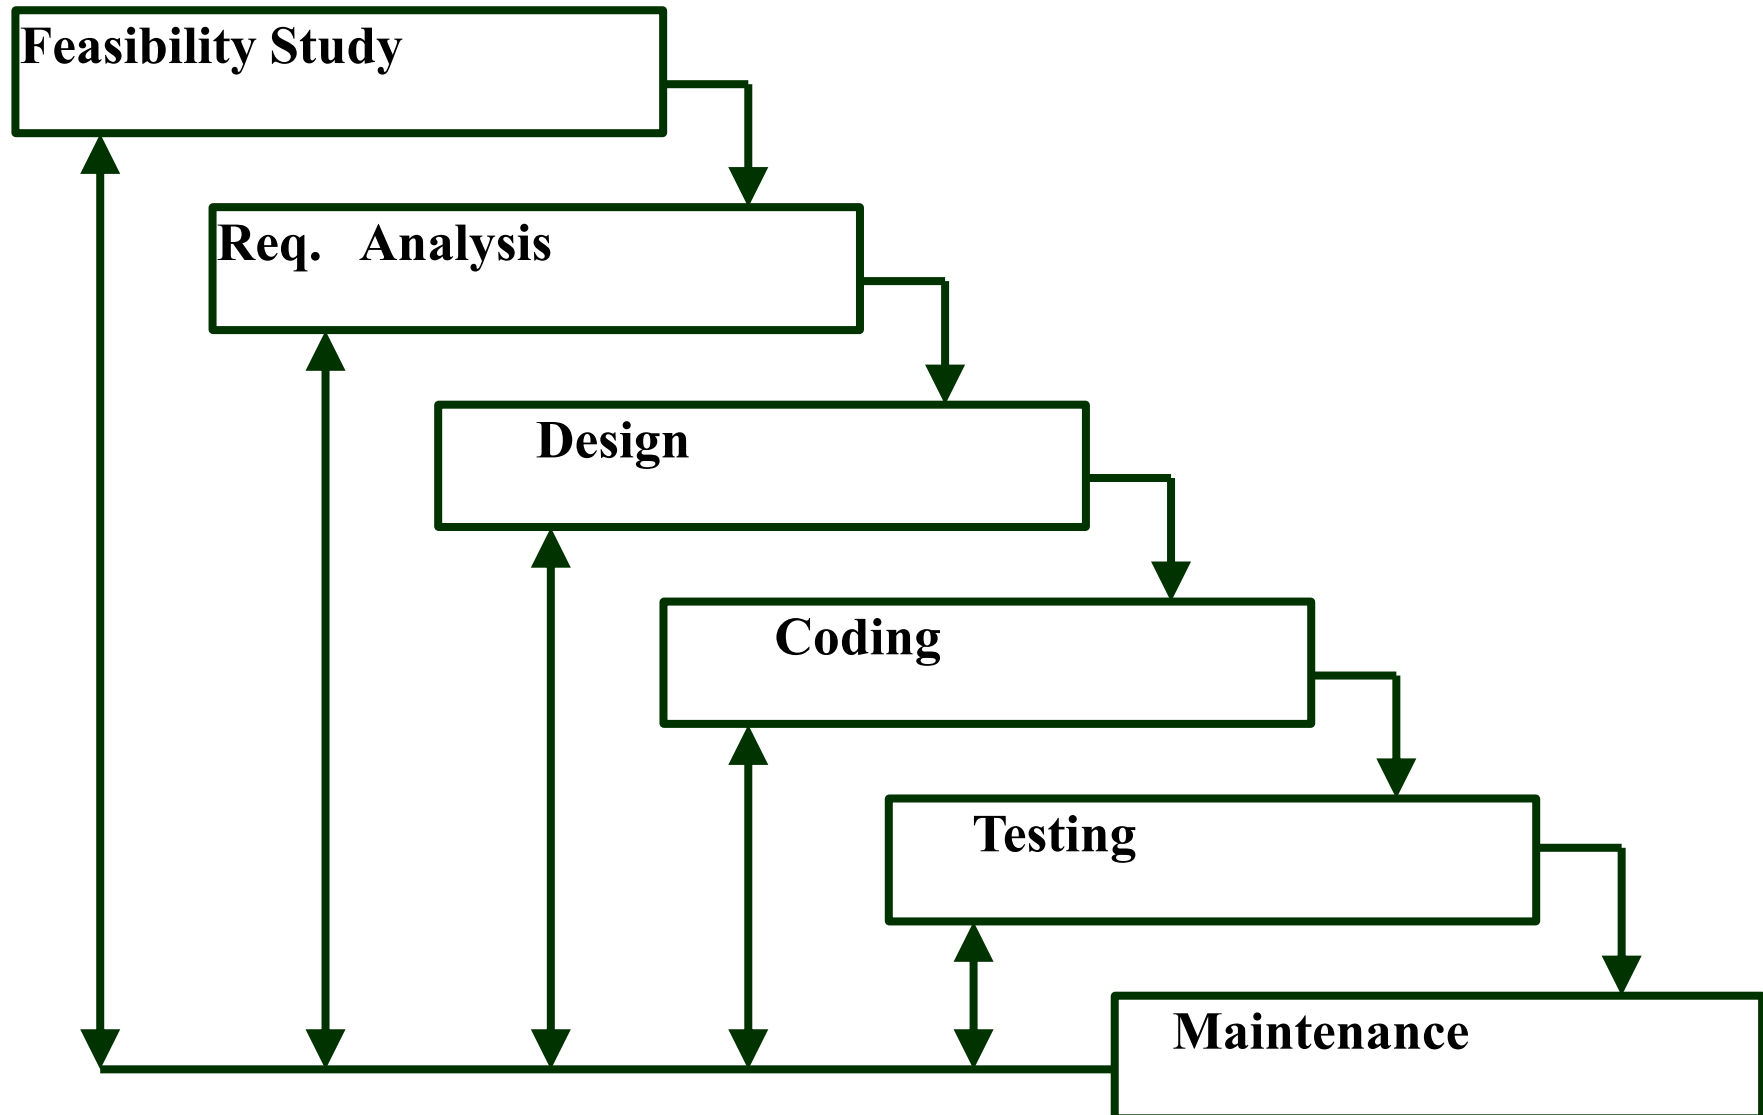 Feasibility Study
Req. Analysis
Design
Coding
Testing
Maintenance